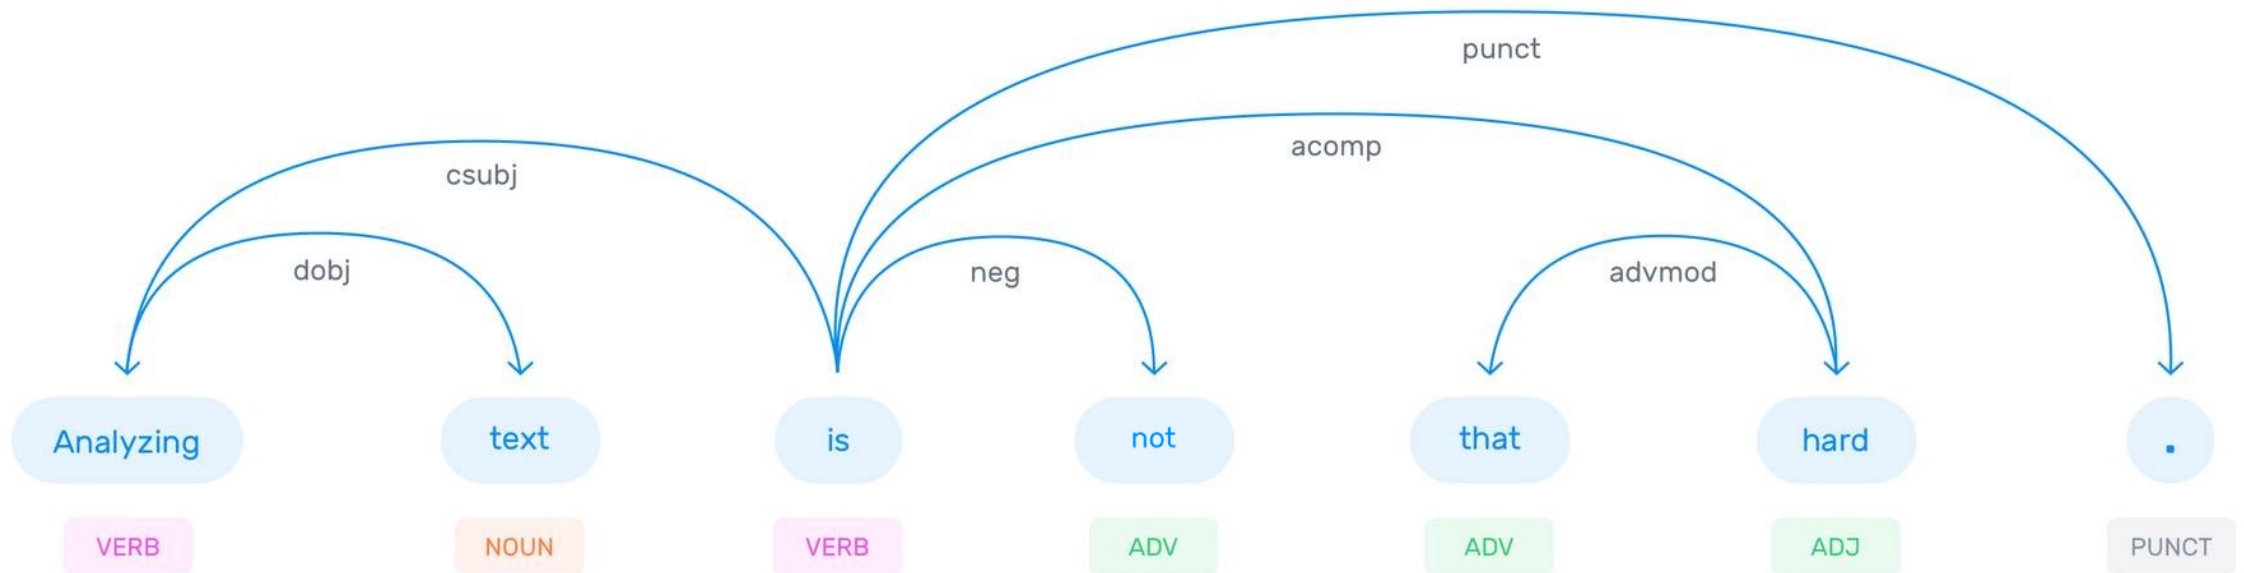 punct
acomp
csubj
dobj neg advmod
Analyzing text is not that hard .
VERB NOUN VERB ADV ADV ADJ PUNCT